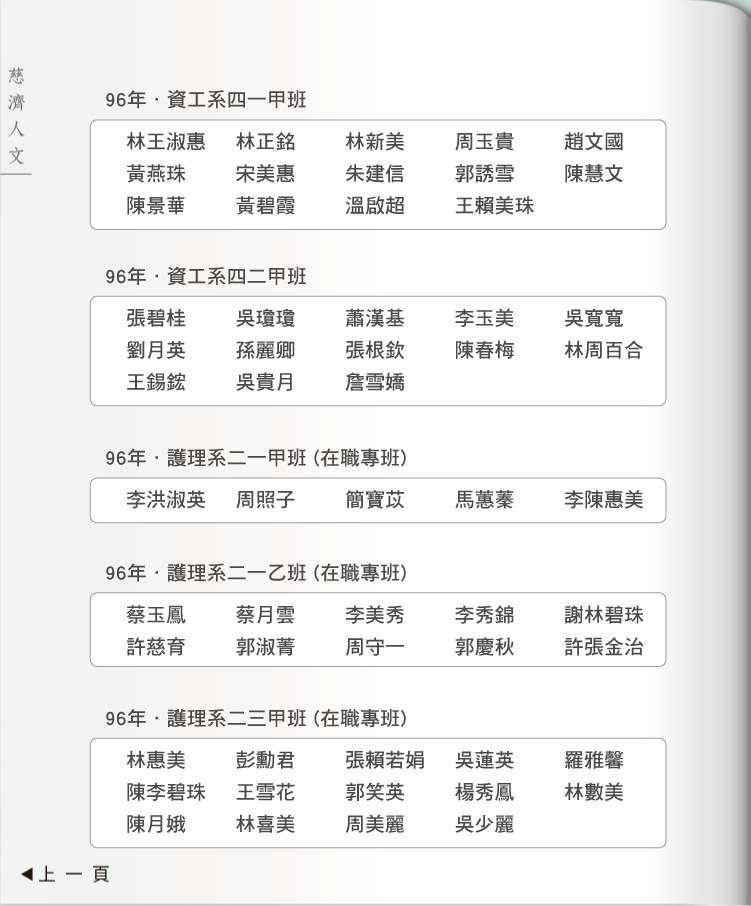 慈濟人文
96年．資工系四一甲班
林王淑惠 林正銘 林新美 周玉貴 趙文國
黃燕珠 宋美惠 朱建信 郭誘雪 陳慧文
陳景華 黃碧霞 溫啟超 王賴美珠
96年．資工系四二甲班
張碧桂 吳瓊瓊 蕭漢基 李玉美 吳寬寬
劉月英 孫麗卿 張根欽 陳春梅 林周百合
王錫鋐 吳貴月 詹雪嬌
96年．護理系二一甲班(在職專班)
李洪淑英 周照子 簡寶苡 馬蕙蓁 李陳惠美
96年．護理系二一乙班(在職專班)
蔡玉鳳 蔡月雲 李美秀 李秀錦 謝林碧珠
許慈育 郭淑菁 周守一 郭慶秋 許張金治
96年．護理系二三甲班(在職專班)
林惠美 彭勳君 張賴若娟 吳蓮英 羅雅馨
陳李碧珠 王雪花 郭笑英 楊秀鳳 林數美
陳月娥 林喜美 周美麗 吳少麗
◀上一頁